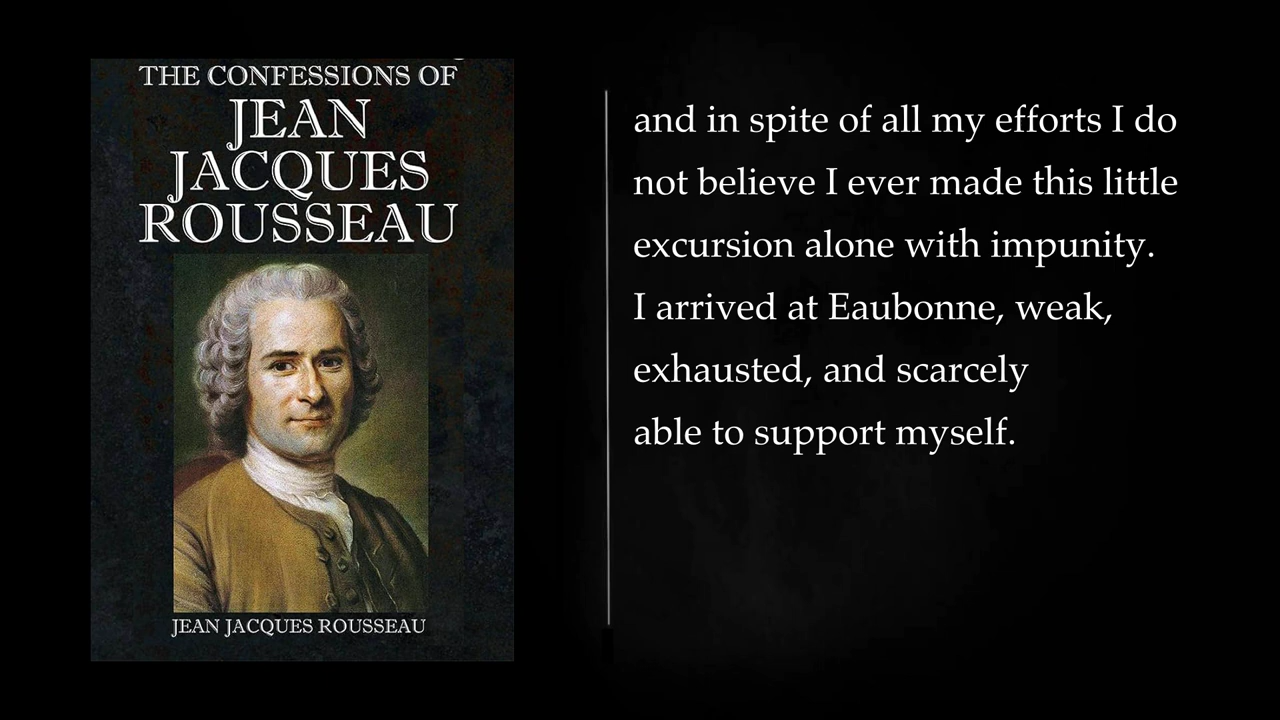 THE CONFESSIONS OF
JEAN
JACQUES
ROUSSEAU
JEAN JACQUES ROUSSEAU
and in spite of all my efforts I do
not believe I ever made this little
excursion alone with impunity.
I arrived at Eaubonne, weak,
exhausted, and scarcely
able to support myself.